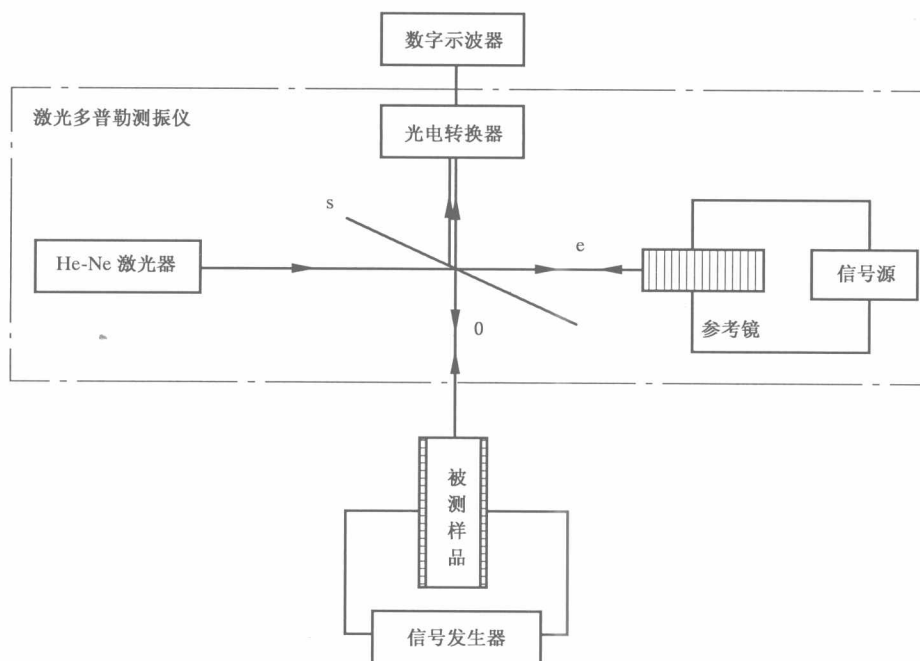 数字示波器
激光多普勒测振仪
光电转换器
s
e
He-Ne 激光器
信号源
0
参考镜
被
测
样
品
信号发生器